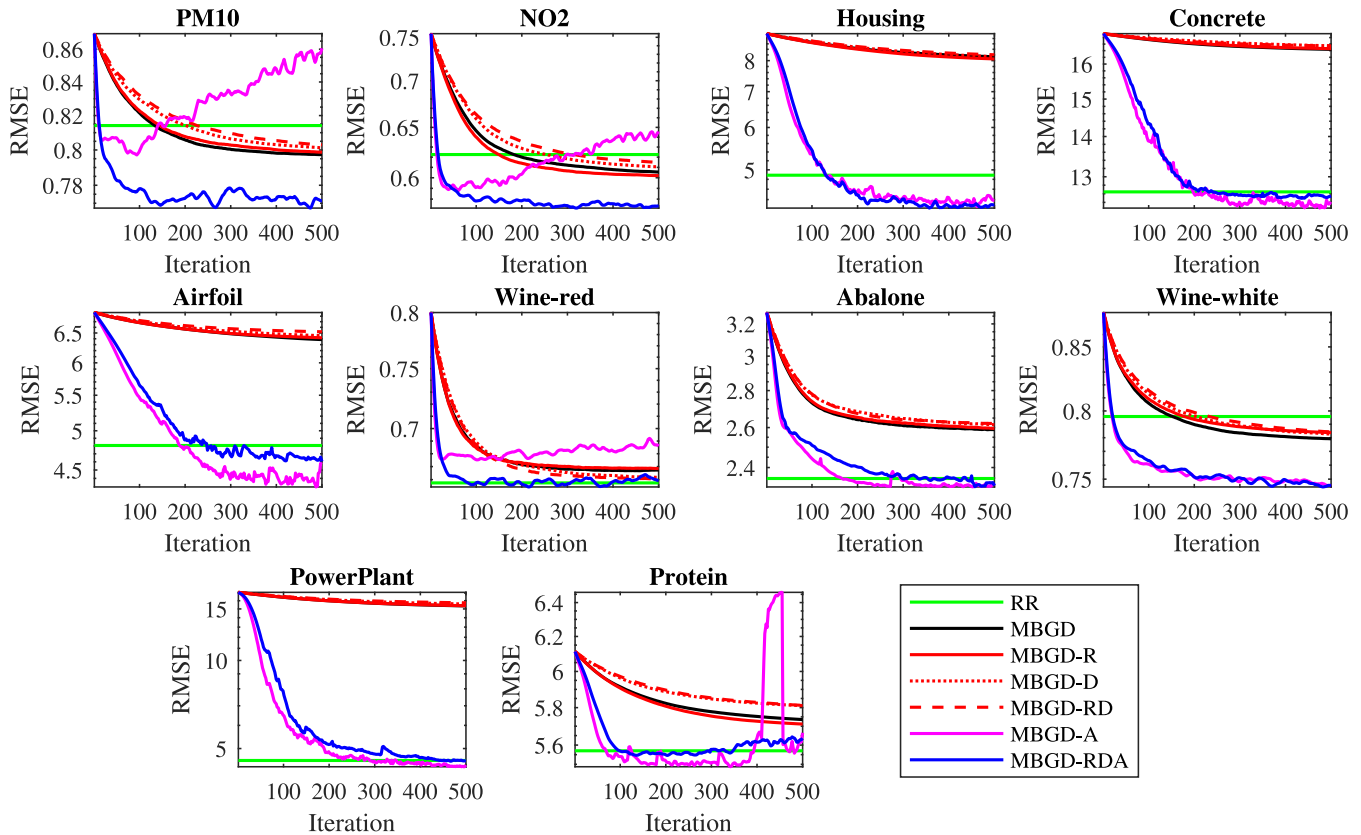 PM10
NO2
Housing
Concrete
0.86
0.84
0.82
0.8
0.78
RMSE
100 200 300 400 500
Iteration
0.75
0.7
0.65
0.6
RMSE
100 200 300 400 500
Iteration
8
7
6
5
RMSE
100 200 300 400 500
Iteration
16
15
14
13
RMSE
100 200 300 400 500
Iteration
Airfoil
Wine-red
Abalone
Wine-white
6.5
6
5.5
5
4.5
RMSE
100 200 300 400 500
Iteration
0.8
0.75
0.7
RMSE
100 200 300 400 500
Iteration
3.2
3
2.8
2.6
2.4
RMSE
100 200 300 400 500
Iteration
0.85
0.8
0.75
RMSE
100 200 300 400 500
Iteration
PowerPlant
Protein
15
10
5
RMSE
100 200 300 400 500
Iteration
6.4
6.2
6
5.8
5.6
RMSE
100 200 300 400 500
Iteration
RR
MBGD
MBGD-R
MBGD-D
MBGD-RD
MBGD-A
MBGD-RDA